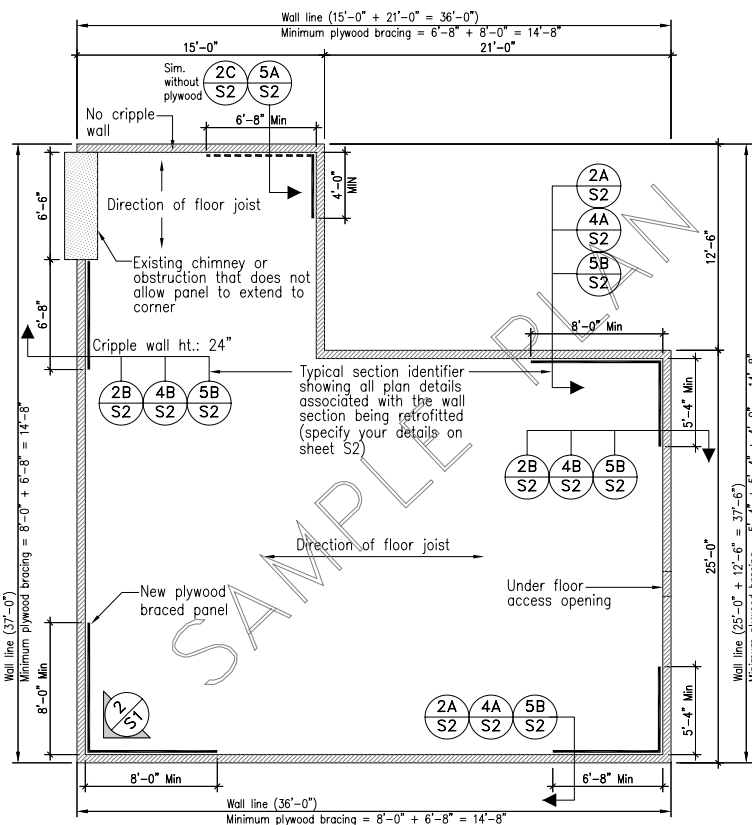 Wall line (15'-0" + 21'-0" = 36'-0")
Minimum plywood bracing = 6'-8" + 8'-0" = 14'-8"
15'-0"
21'-0"
Sim.
without
plywood
2C
S2
5A
S2
No cripple
wall
6'-8" Min
4'-0"
MIN
6'-6"
Direction of floor joist
2A
S2
4A
S2
5B
S2
12'-6"
Existing chimney or
obstruction that does not
allow panel to extend to
corner
6'-8"
8'-0" Min
Cripple wall ht.: 24"
Typical section identifier
showing all plan details
associated with the wall
section being retrofitted
(specify your details on
sheet S2)
2B
S2
4B
S2
5B
S2
5'-4" Min
2B
S2
4B
S2
5B
S2
SAMPLE PLAN
Direction of floor joist
25'-0"
Under floor
access opening
New plywood
braced panel
Wall line (37'-0")
Minimum plywood bracing = 8'-0" + 6'-8" = 14'-8"
Wall line (25'-0" + 12'-6" = 37'-6")
8'-0" Min
2
S1
2A
S2
4A
S2
5B
S2
5'-4" Min
8'-0" Min
6'-8" Min
Wall line (36'-0")
Minimum plywood bracing = 8'-0" + 6'-8" = 14'-8"